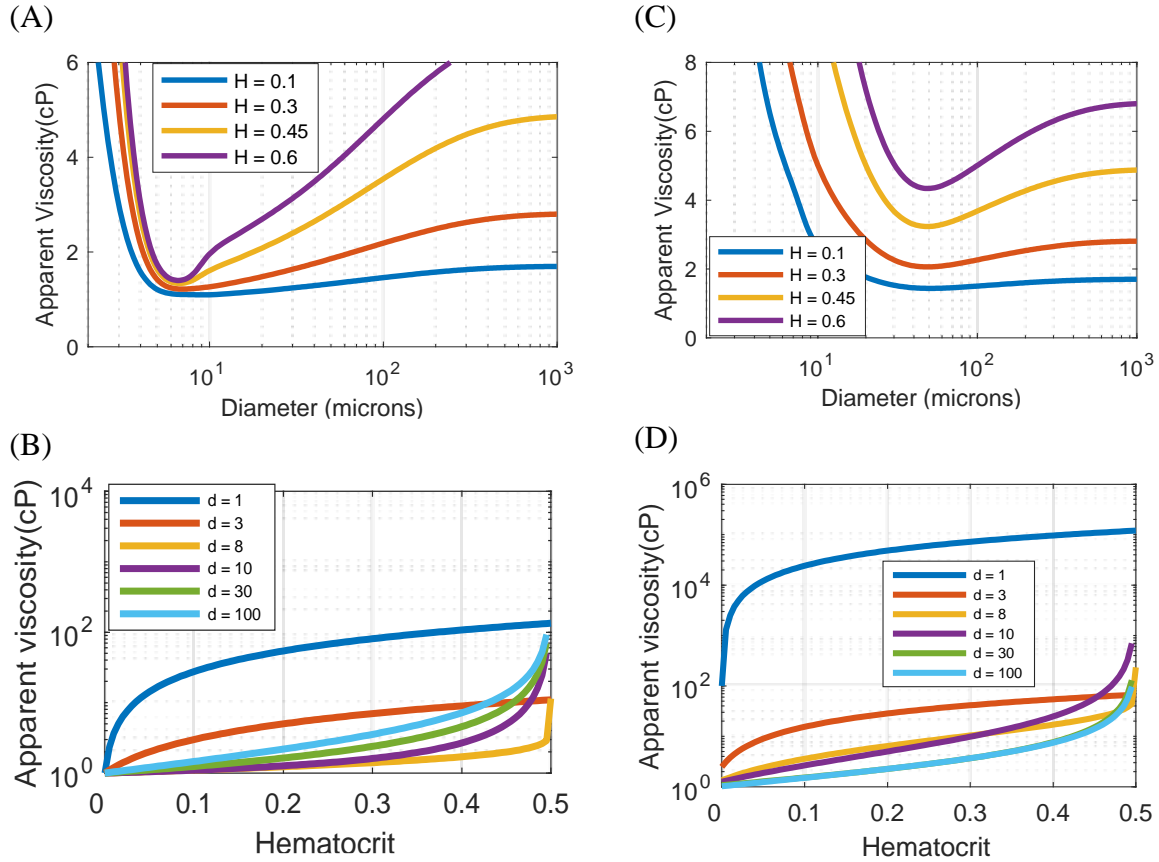 (A)
Apparent Viscosity(cP)
6
4
2
0
H = 0.1
H = 0.3
H = 0.45
H = 0.6
10^1
10^2
10^3
Diameter (microns)
(C)
Apparent Viscosity(cP)
8
6
4
2
0
H = 0.1
H = 0.3
H = 0.45
H = 0.6
10^1
10^2
10^3
Diameter (microns)
(B)
Apparent viscosity(cP)
10^4
10^2
10^0
d = 1
d = 3
d = 8
d = 10
d = 30
d = 100
0
0.1
0.2
0.3
0.4
0.5
Hematocrit
(D)
Apparent viscosity(cP)
10^6
10^4
10^2
10^0
d = 1
d = 3
d = 8
d = 10
d = 30
d = 100
0.1
0.2
0.3
0.4
0.5
Hematocrit